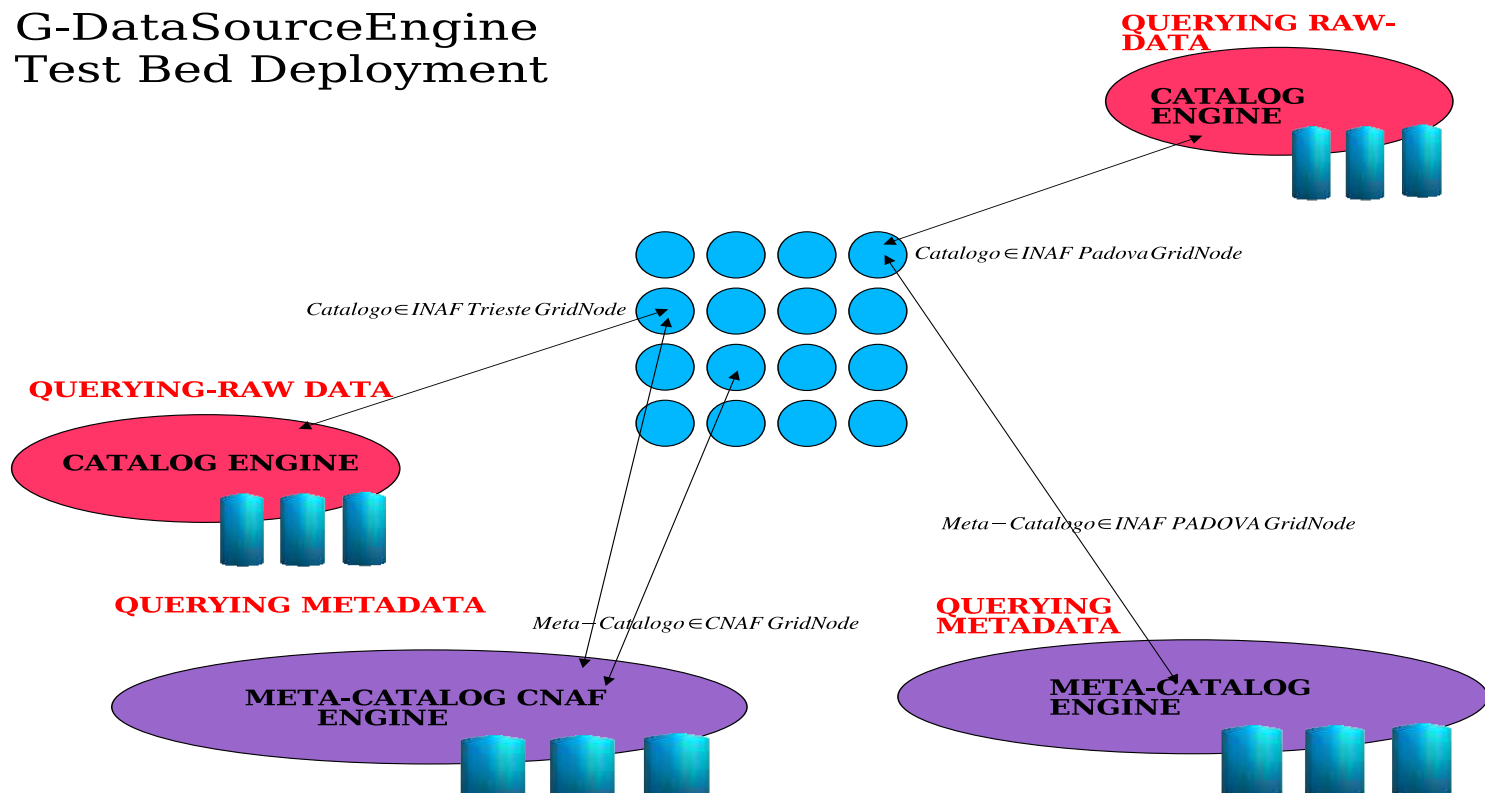 G-DataSourceEngine
Test Bed Deployment
QUERYING RAW-
DATA
CATALOG
ENGINE
Catalogo∈INAF Padova GridNode
Catalogo∈INAF Trieste GridNode
QUERYING-RAW DATA
CATALOG ENGINE
Meta−Catalogo∈INAF PADOVA GridNode
QUERYING METADATA
Meta−Catalogo∈CNAF GridNode
QUERYING
METADATA
META-CATALOG CNAF
ENGINE
META-CATALOG
ENGINE